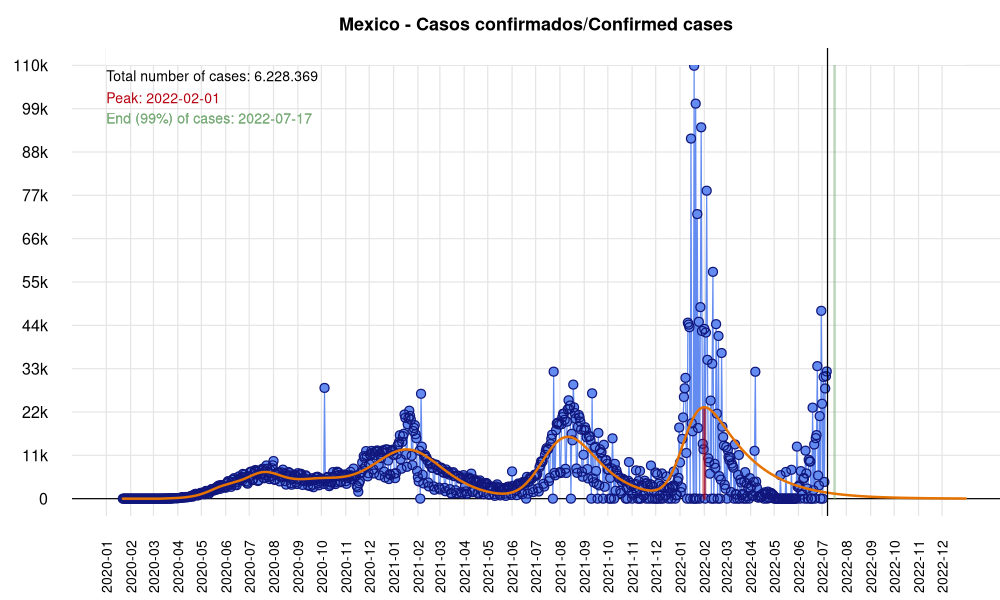 Mexico - Casos confirmados/Confirmed cases
110k
99k
88k
77k
66k
55k
44k
33k
22k
11k
0
Total number of cases: 6.228.369
Peak: 2022-02-01
End (99%) of cases: 2022-07-17
2020-01
2020-02
2020-03
2020-04
2020-05
2020-06
2020-07
2020-08
2020-09
2020-10
2020-11
2020-12
2021-01
2021-02
2021-03
2021-04
2021-05
2021-06
2021-07
2021-08
2021-09
2021-10
2021-11
2021-12
2022-01
2022-02
2022-03
2022-04
2022-05
2022-06
2022-07
2022-08
2022-09
2022-10
2022-11
2022-12